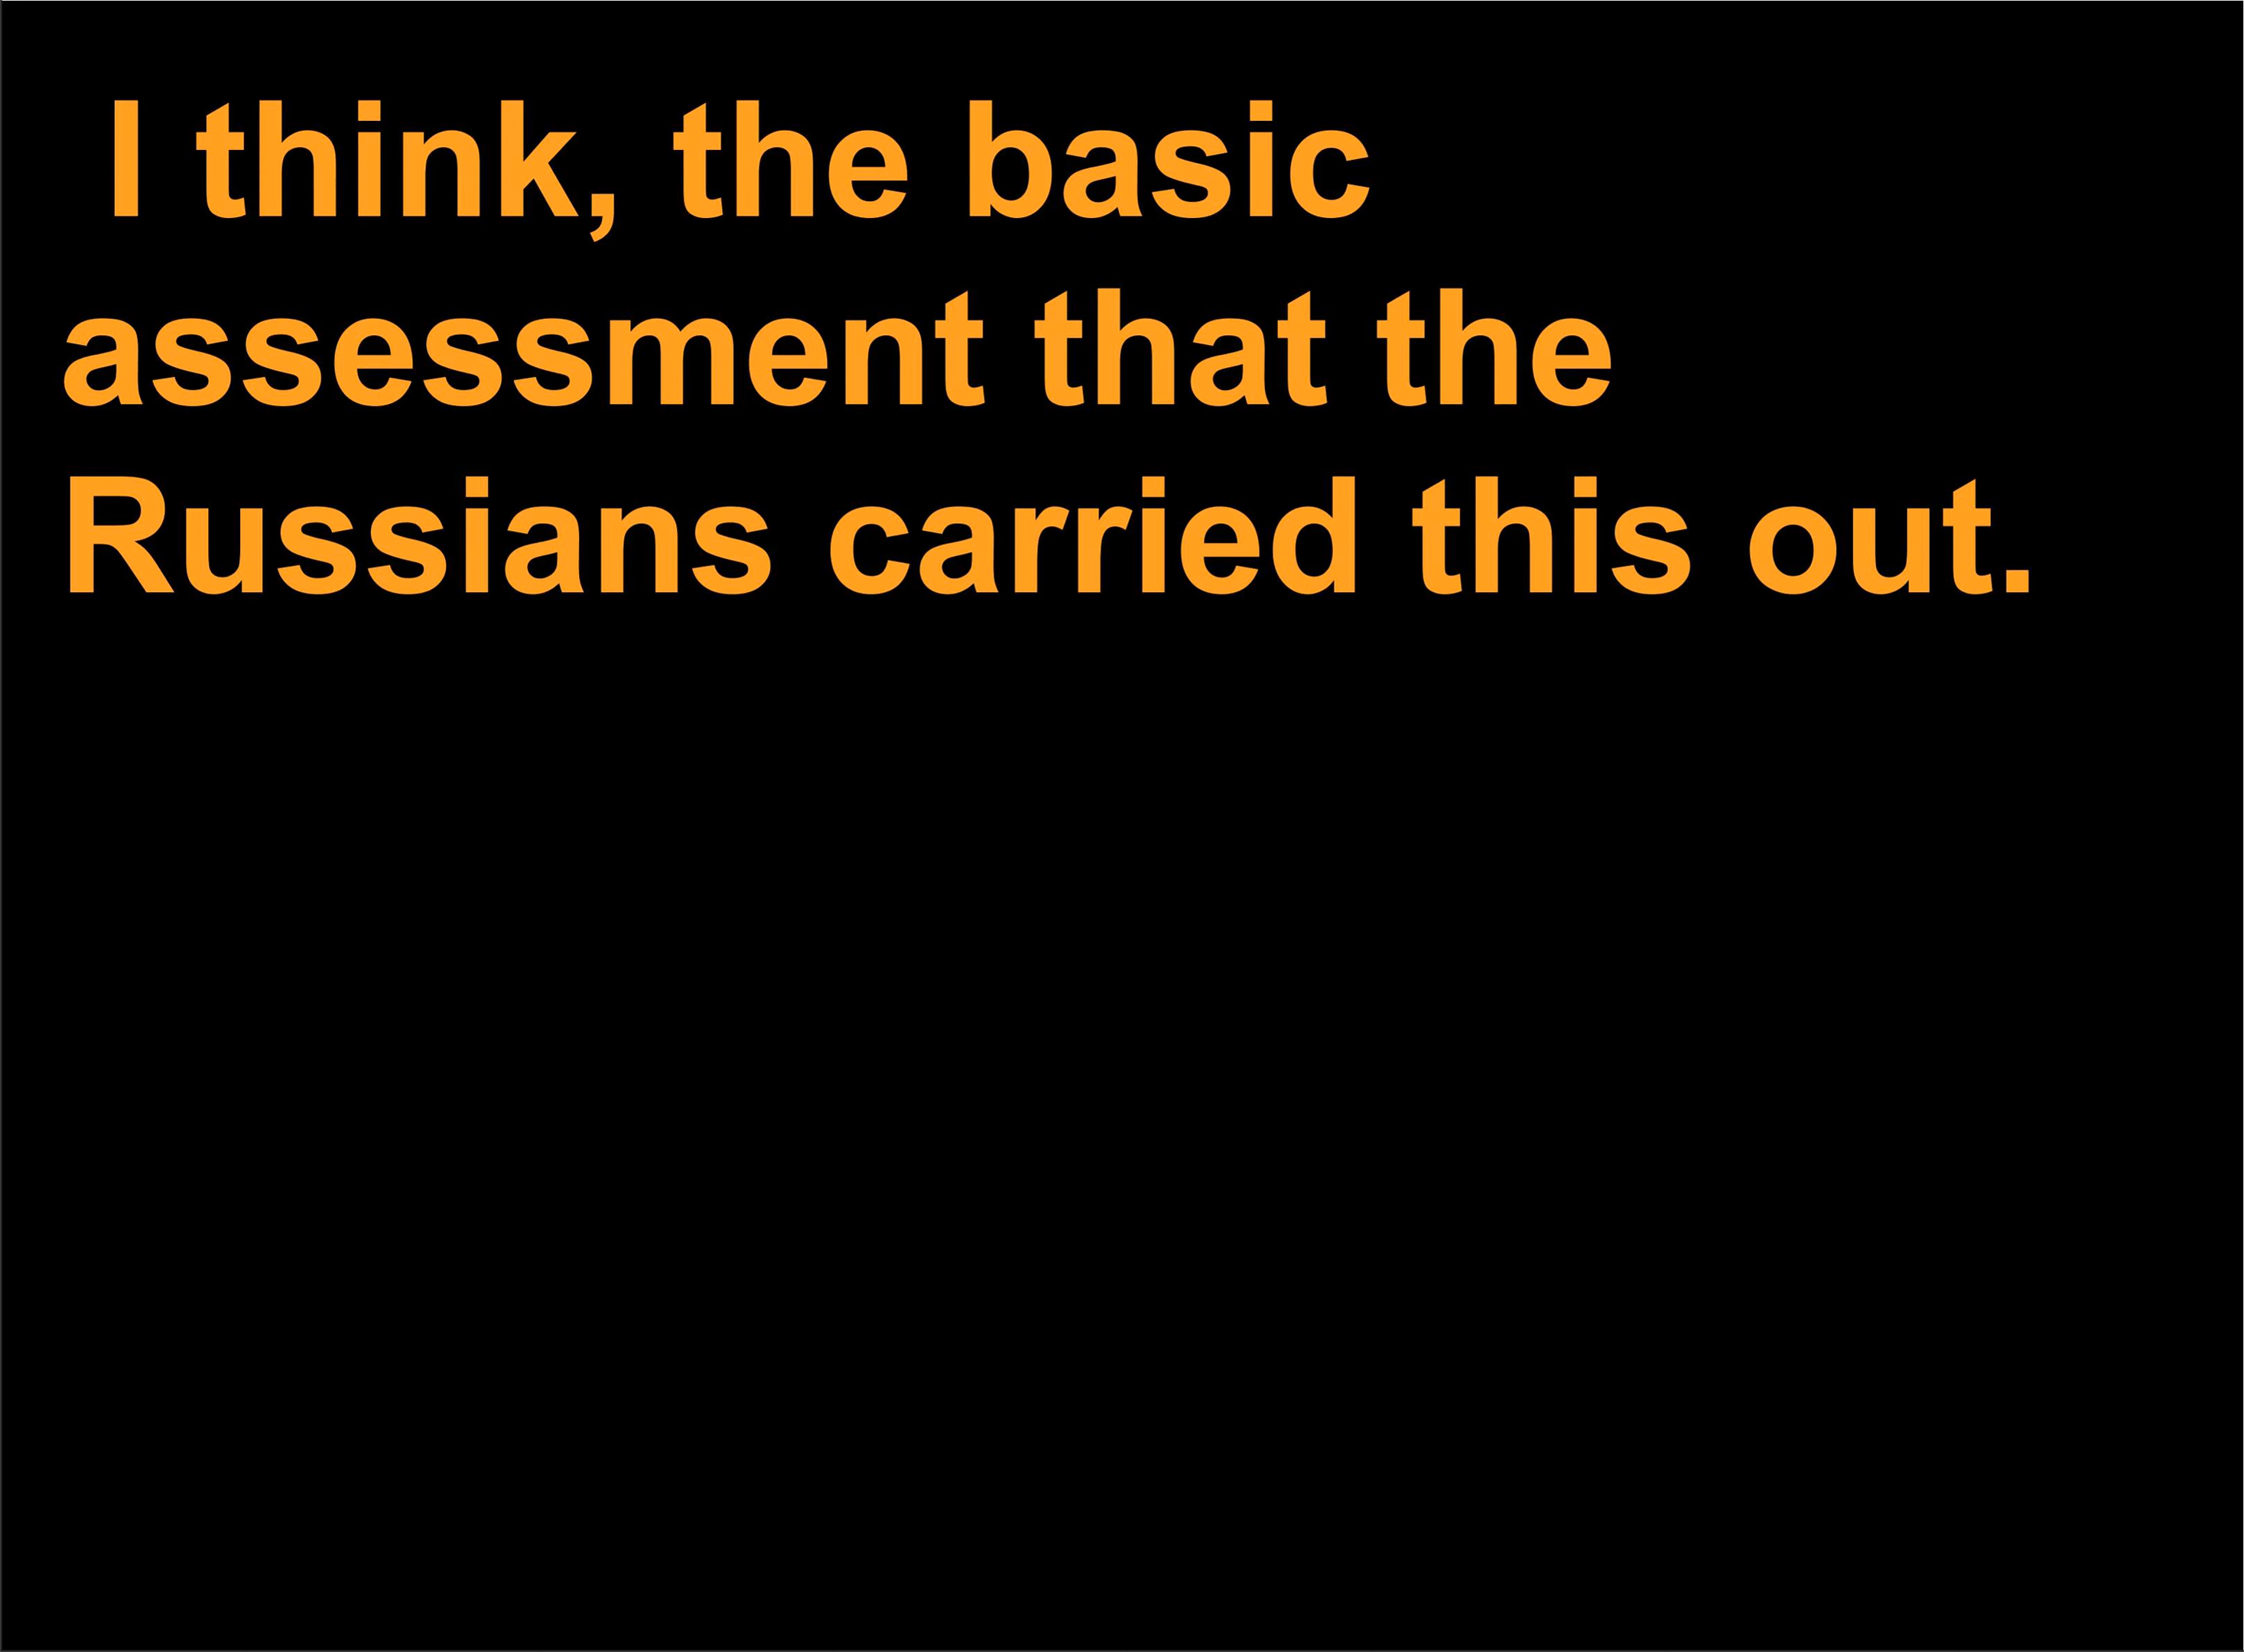 I think, the basic
assessment that the
Russians carried this out.